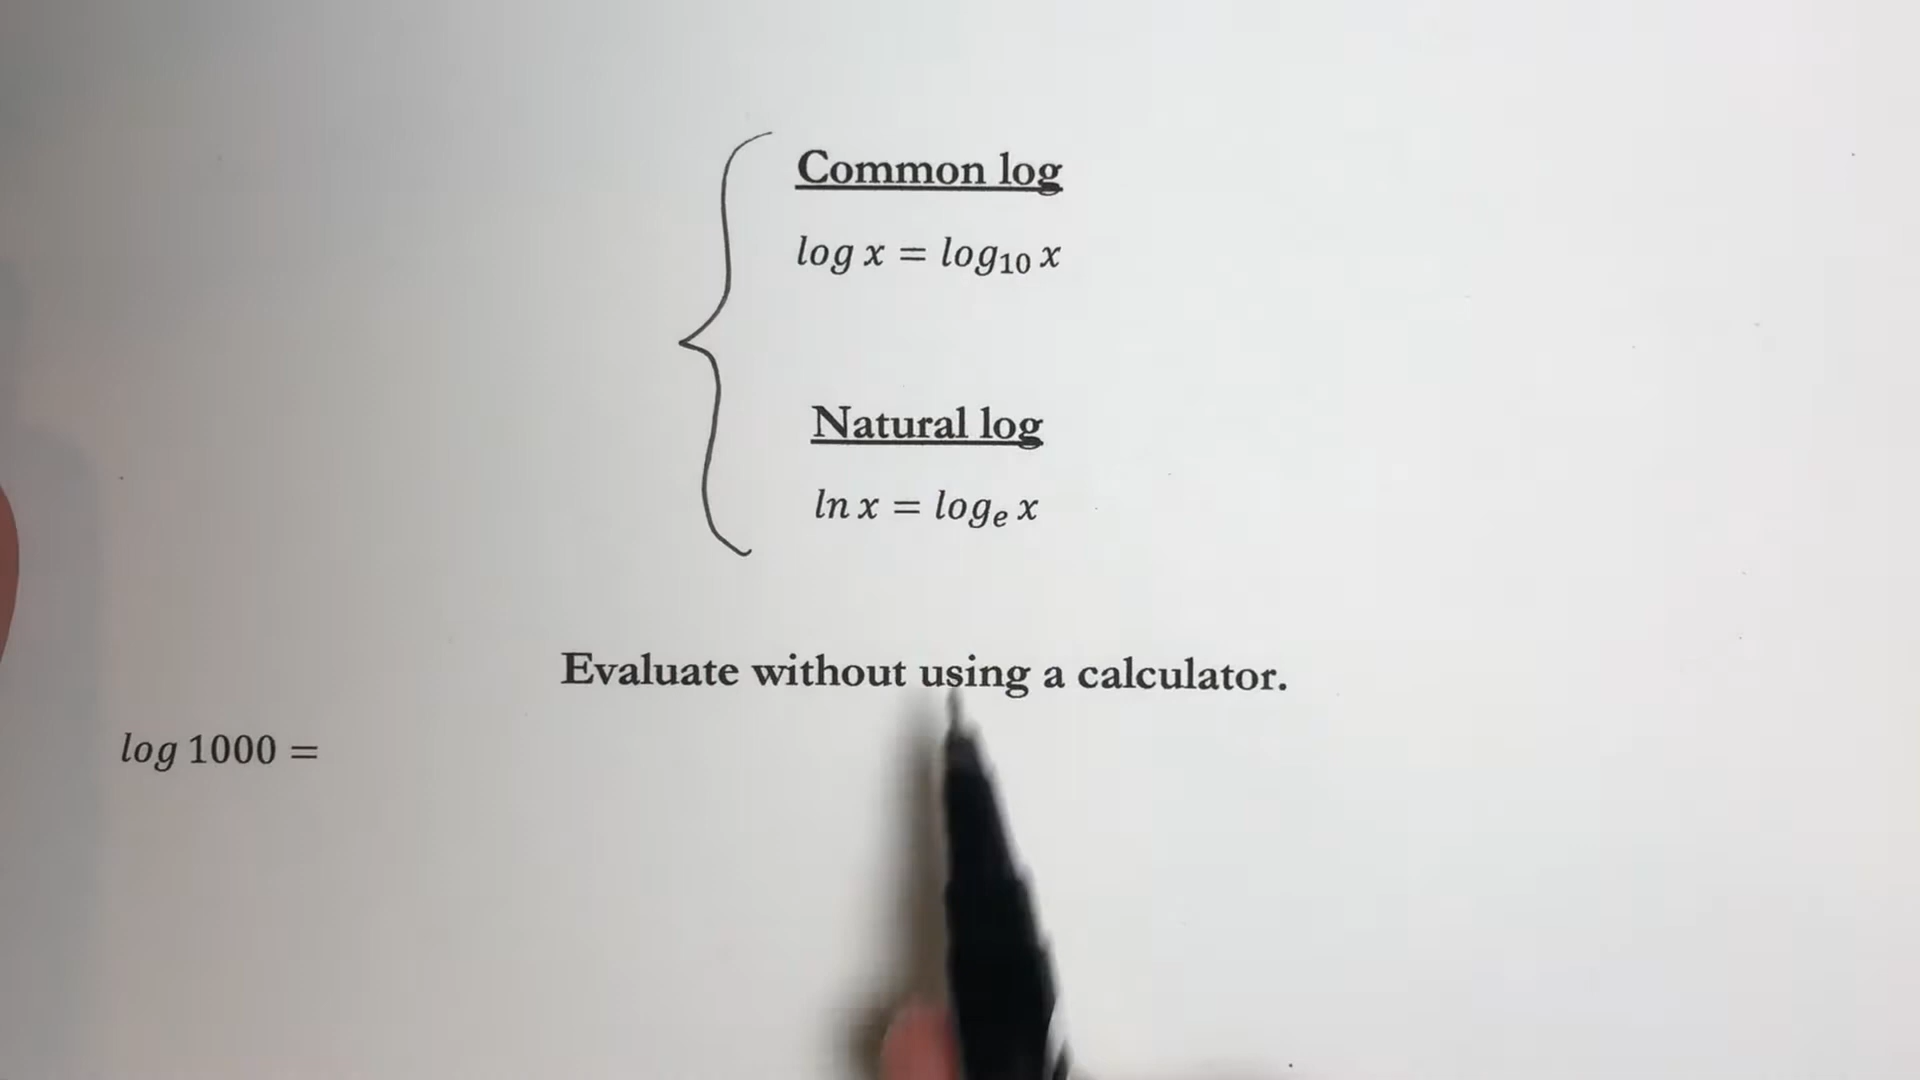 Common log
log x = log₁₀ x
Natural log
ln x = logₑ x
Evaluate without using a calculator.
log 1000 =